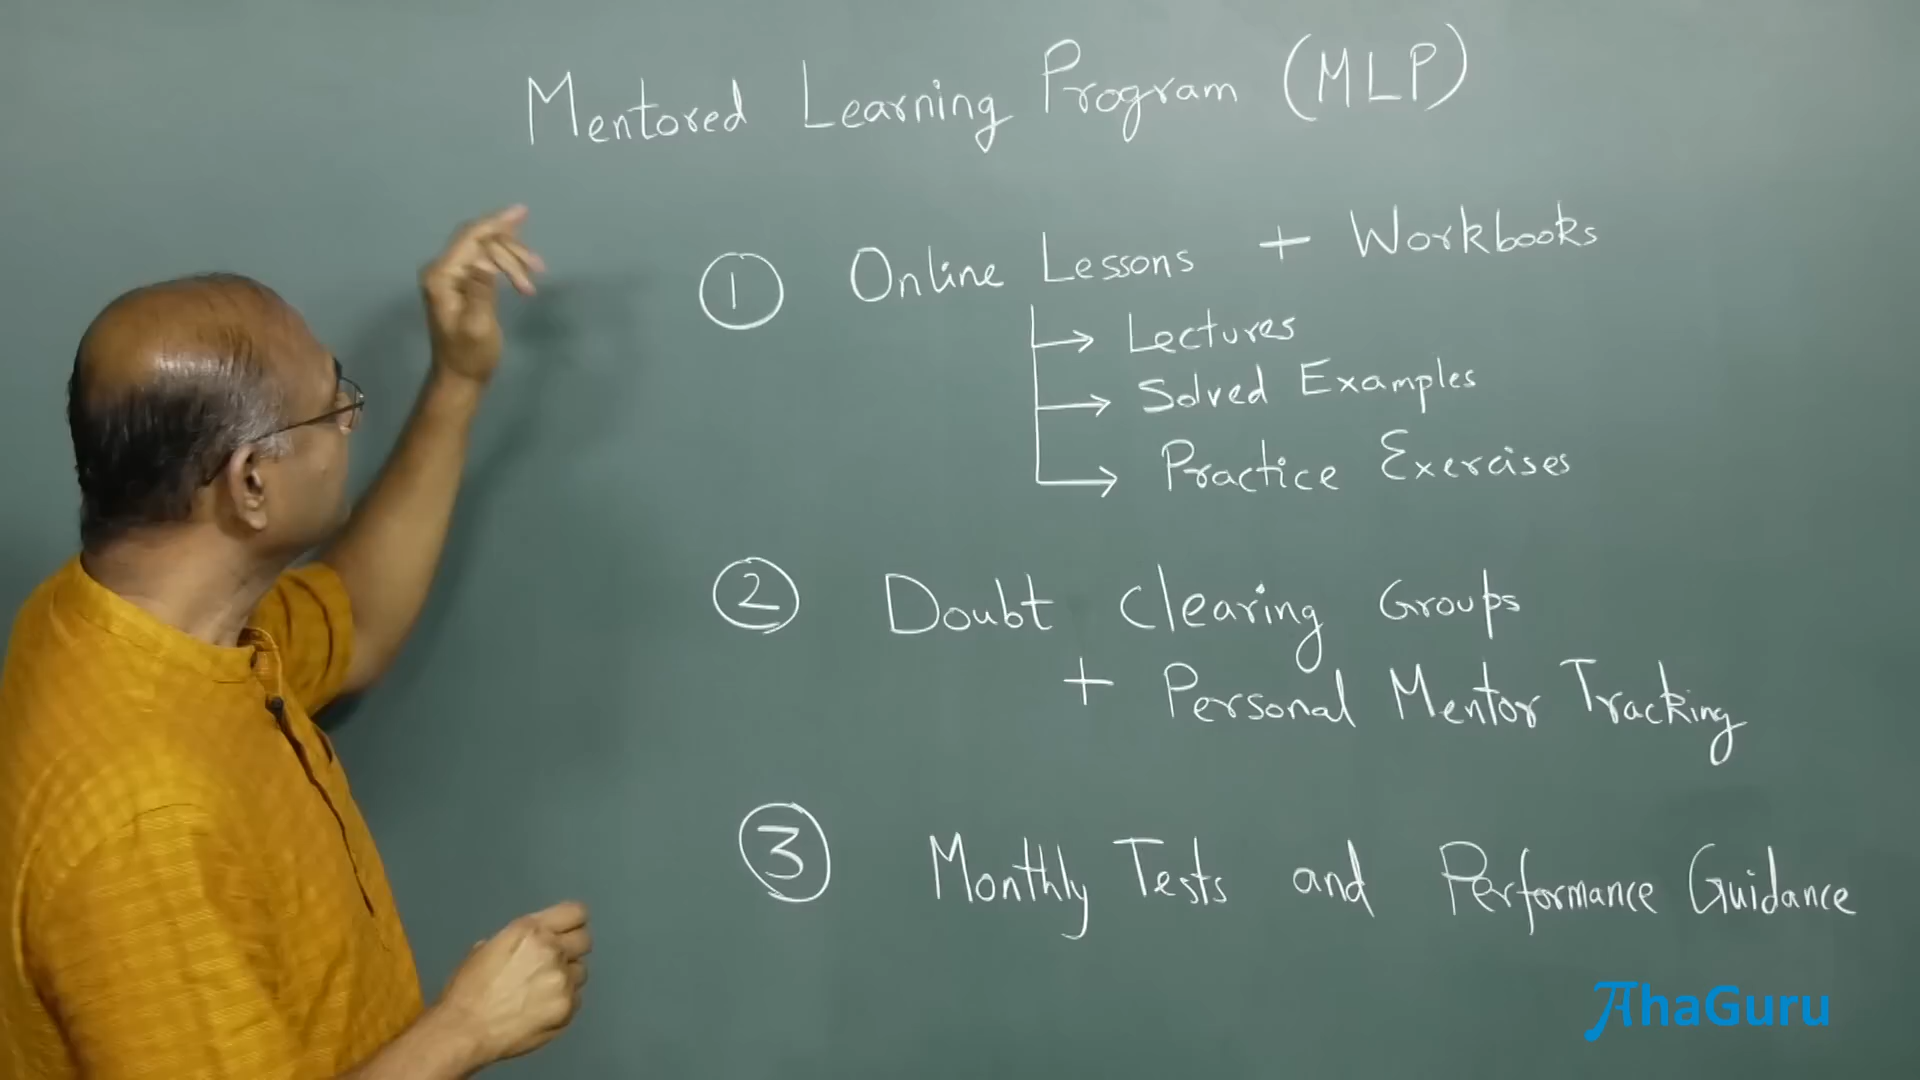 Mentored Learning Program (MLP)
1 Online Lessons + Workbooks
→ Lectures
→ Solved Examples
→ Practice Exercises
2 Doubt Clearing Groups
+ Personal Mentor Tracking
3 Monthly Tests and Performance Guidance
AhaGuru